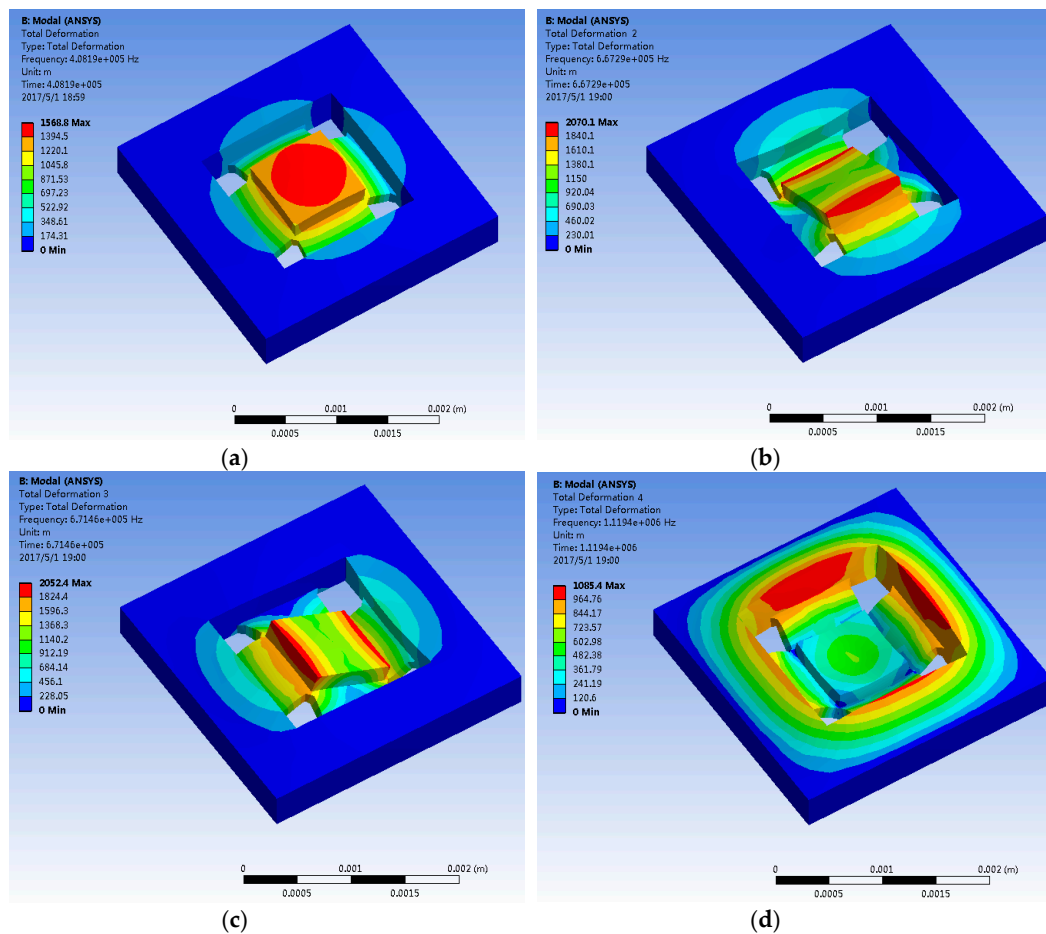 B: Modal (ANSYS)
Total Deformation
Type: Total Deformation
Frequency: 4.0819e+005 Hz
Unit: m
Time: 4.0819e+005
2017/5/1 18:59
1568.8 Max
1394.5
1220.1
1045.8
871.53
697.23
522.92
348.61
174.31
0 Min
0 0.001 0.002 (m)
0.0005 0.0015
(a)
B: Modal (ANSYS)
Total Deformation 2
Type: Total Deformation
Frequency: 6.6729e+005 Hz
Unit: m
Time: 6.6729e+005
2017/5/1 19:00
2070.1 Max
1840.1
1610.1
1380.1
1150
920.04
690.03
460.02
230.01
0 Min
0 0.001 0.002 (m)
0.0005 0.0015
(b)
B: Modal (ANSYS)
Total Deformation 3
Type: Total Deformation
Frequency: 6.7146e+005 Hz
Unit: m
Time: 6.7146e+005
2017/5/1 19:00
2052.4 Max
1824.4
1596.3
1368.3
1140.2
912.19
684.14
456.1
228.05
0 Min
0 0.001 0.002 (m)
0.0005 0.0015
(c)
B: Modal (ANSYS)
Total Deformation 4
Type: Total Deformation
Frequency: 1.1194e+006 Hz
Unit: m
Time: 1.1194e+006
2017/5/1 19:00
1085.4 Max
964.76
844.17
723.57
602.98
482.38
361.79
241.19
120.6
0 Min
0 0.001 0.002 (m)
0.0005 0.0015
(d)